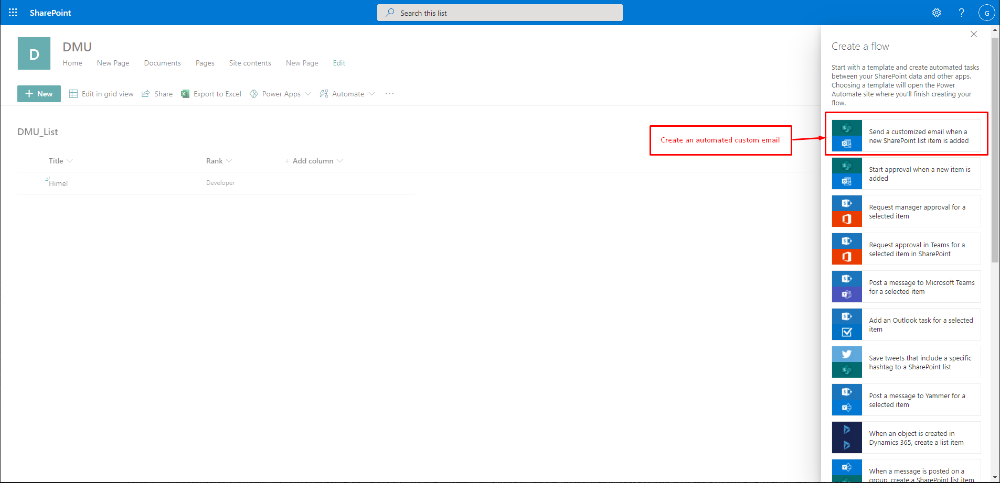 SharePoint
Search this list
?
G
D
DMU
Home New Page Documents Pages Site contents New Page Edit
+ New Edit in grid view Share Export to Excel Power Apps Automate ...
DMU_List
Title Rank + Add column
Himel Developer
Create an automated custom email
Create a flow
Start with a template and create automated tasks
between your SharePoint data and other apps.
Choosing a template will open the Power
Automate site where you'll finish creating your
flow.
Send a customized email when a
new SharePoint list item is added
Start approval when a new item is
added
Request manager approval for a
selected item
Request approval in Teams for a
selected item in SharePoint
Post a message to Microsoft Teams
for a selected item
Add an Outlook task for a selected
item
Save tweets that include a specific
hashtag to a SharePoint list
Post a message to Yammer for a
selected item
When an object is created in
Dynamics 365, create a list item
When a message is posted on a
group, create a SharePoint list item